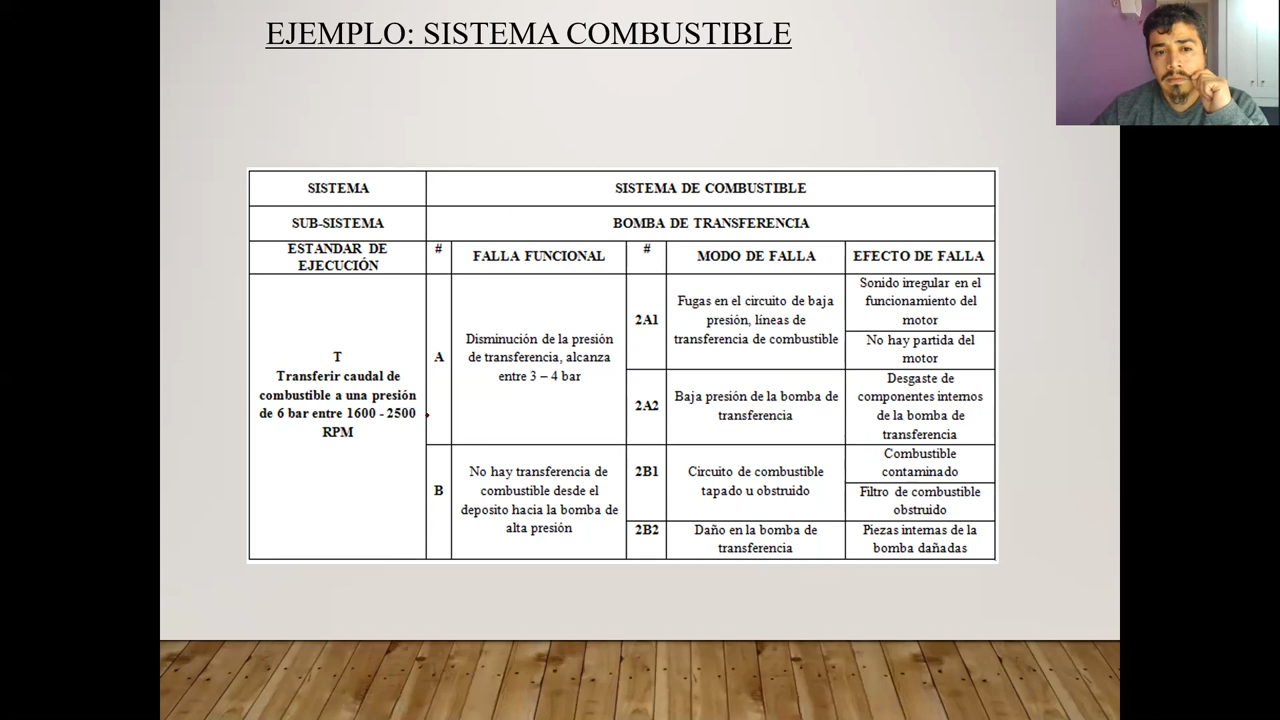 EJEMPLO: SISTEMA COMBUSTIBLE
SISTEMA
SISTEMA DE COMBUSTIBLE
SUB-SISTEMA
BOMBA DE TRANSFERENCIA
ESTANDAR DE
EJECUCIÓN
#
FALLA FUNCIONAL
#
MODO DE FALLA
EFECTO DE FALLA
T
Transferir caudal de
combustible a una presión
de 6 bar entre 1600 - 2500
RPM
A
Disminución de la presión
de transferencia, alcanza
entre 3 – 4 bar
2A1
Fugas en el circuito de baja
presión, líneas de
transferencia de combustible
Sonido irregular en el
funcionamiento del
motor
No hay partida del
motor
2A2
Baja presión de la bomba de
transferencia
Desgaste de
componentes internos
de la bomba de
transferencia
B
No hay transferencia de
combustible desde el
deposito hacia la bomba de
alta presión
2B1
Circuito de combustible
tapado u obstruido
Combustible
contaminado
Filtro de combustible
obstruido
2B2
Daño en la bomba de
transferencia
Piezas internas de la
bomba dañadas